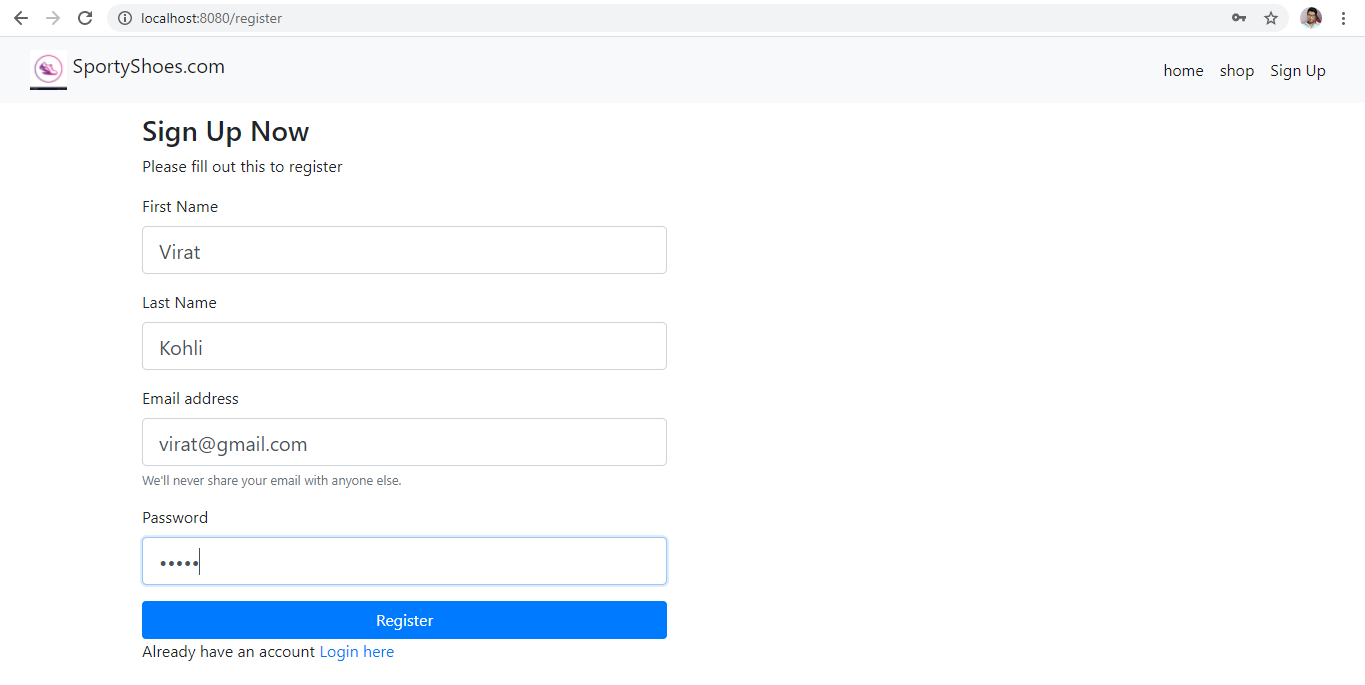 localhost:8080/register
SportyShoes.com
home shop Sign Up
Sign Up Now
Please fill out this to register
First Name
Virat
Last Name
Kohli
Email address
virat@gmail.com
We'll never share your email with anyone else.
Password
•••••
Register
Already have an account Login here